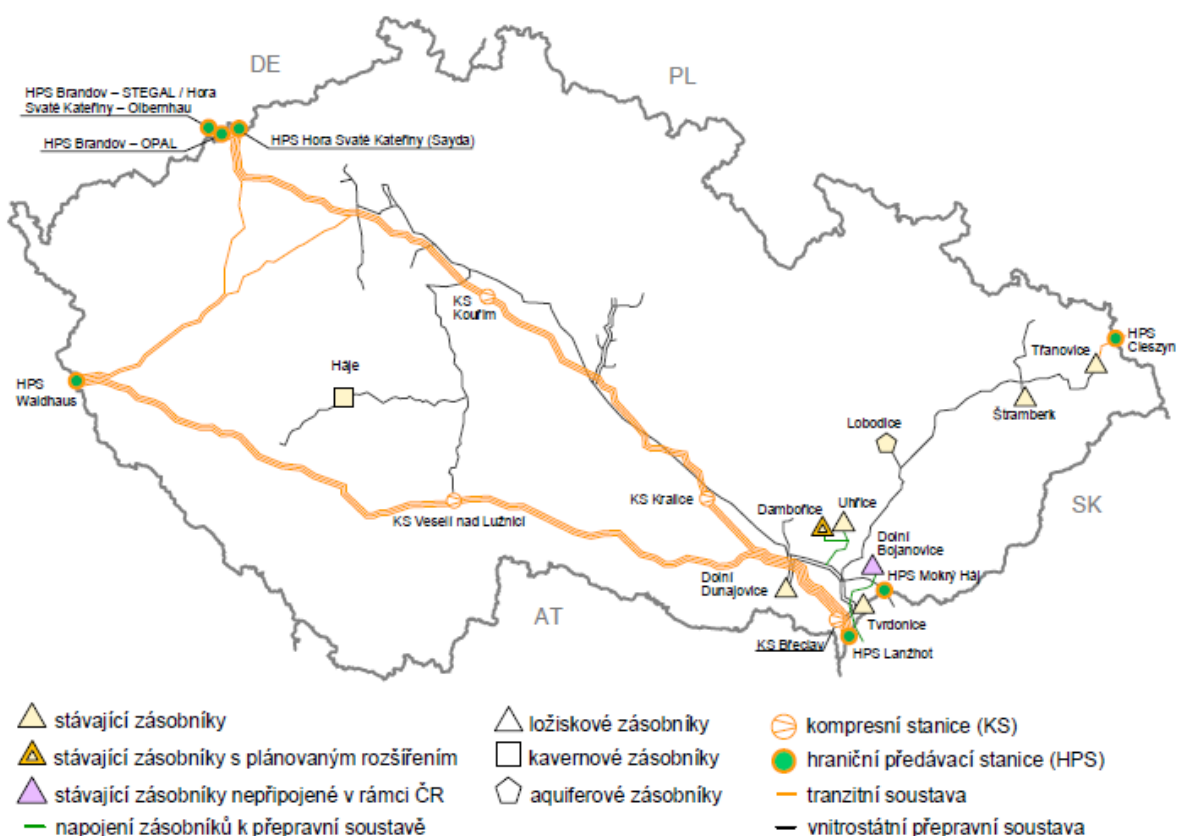 DE
PL
HPS Brandov – STEGAL / Hora
Svaté Kateřiny – Olbernhau
HPS Brandov – OPAL
HPS Hora Svaté Kateřiny (Sayda)
KS
Kouřim
HPS
Cieszyn
Třanovice
Háje
HPS
Waldhaus
Štramberk
Lobodice
KS Kralice
Dambořice
Uhřice
SK
KS Veselí nad Lužnicí
Dolní
Bojanovice
HPS Mokrý Háj
Dolní
Dunajovice
AT
Tvrdonice
KS Břeclav
HPS Lanžhot
stávající zásobníky
ložiskové zásobníky
kompresní stanice (KS)
stávající zásobníky s plánovaným rozšířením
kavernové zásobníky
hraniční předávací stanice (HPS)
stávající zásobníky nepřipojené v rámci ČR
aquiferové zásobníky
tranzitní soustava
napojení zásobníků k přepravní soustavě
vnitrostátní přepravní soustava